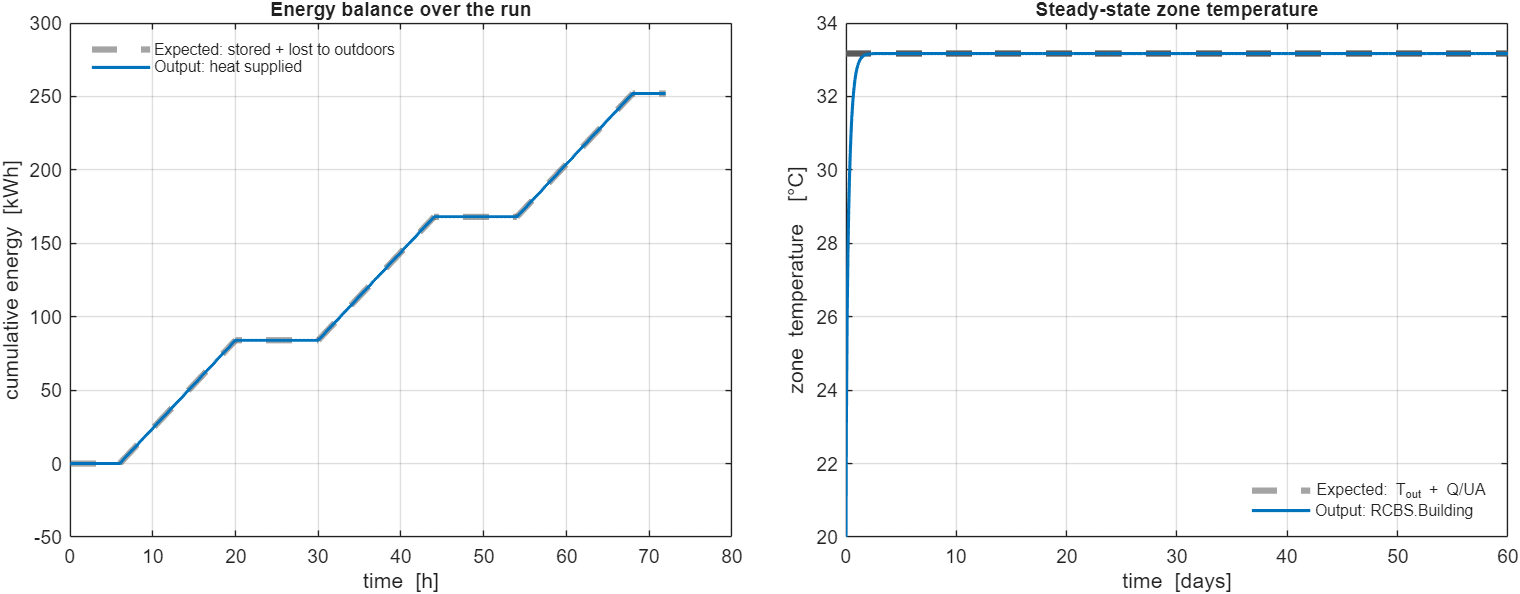 Energy balance over the run
300
250
200
150
100
50
0
-50
cumulative energy [kWh]
Expected: stored + lost to outdoors
Output: heat supplied
0 10 20 30 40 50 60 70 80
time [h]
Steady-state zone temperature
34
32
30
28
26
24
22
20
zone temperature [°C]
Expected: Tout + Q/UA
Output: RCBS.Building
0 10 20 30 40 50 60
time [days]